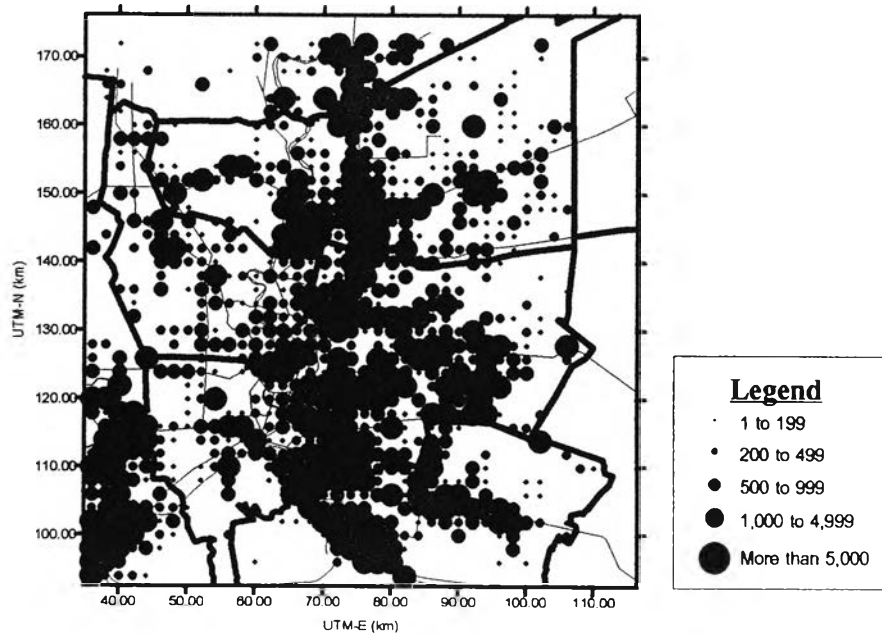 170.00
160.00
150.00
140.00
130.00
120.00
110.00
100.00
UTM-N (km)
40.00 50.00 60.00 70.00 80.00 90.00 100.00 110.00
UTM-E (km)
Legend
1 to 199
200 to 499
500 to 999
1,000 to 4,999
More than 5,000